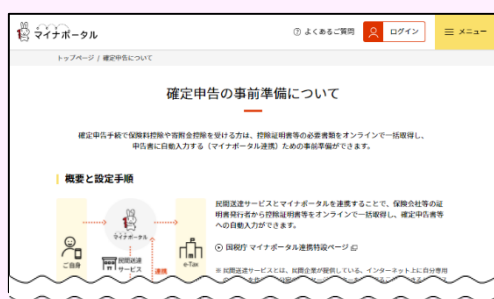 マイナポータル
よくあるご質問
ログイン
メニュー
トップページ / 確定申告について
確定申告の事前準備について
確定申告手続で保険料控除や寄附金控除を受ける方は、控除証明書等の必要書類をオンラインで一括取得し、
申告書に自動入力する（マイナポータル連携）ための事前準備ができます。
概要と設定手順
マイナポータル
ご自身
民間送達
サービス
連携
e-Tax
民間送達サービスとマイナポータルを連携することで、保険会社等の証
明書発行者から控除証明書等をオンラインで一括取得し、確定申告書等
への自動入力ができます。
国税庁 マイナポータル連携特設ページ
※ 民間送達サービスとは、民間企業が提供している、インターネット上に自分専用